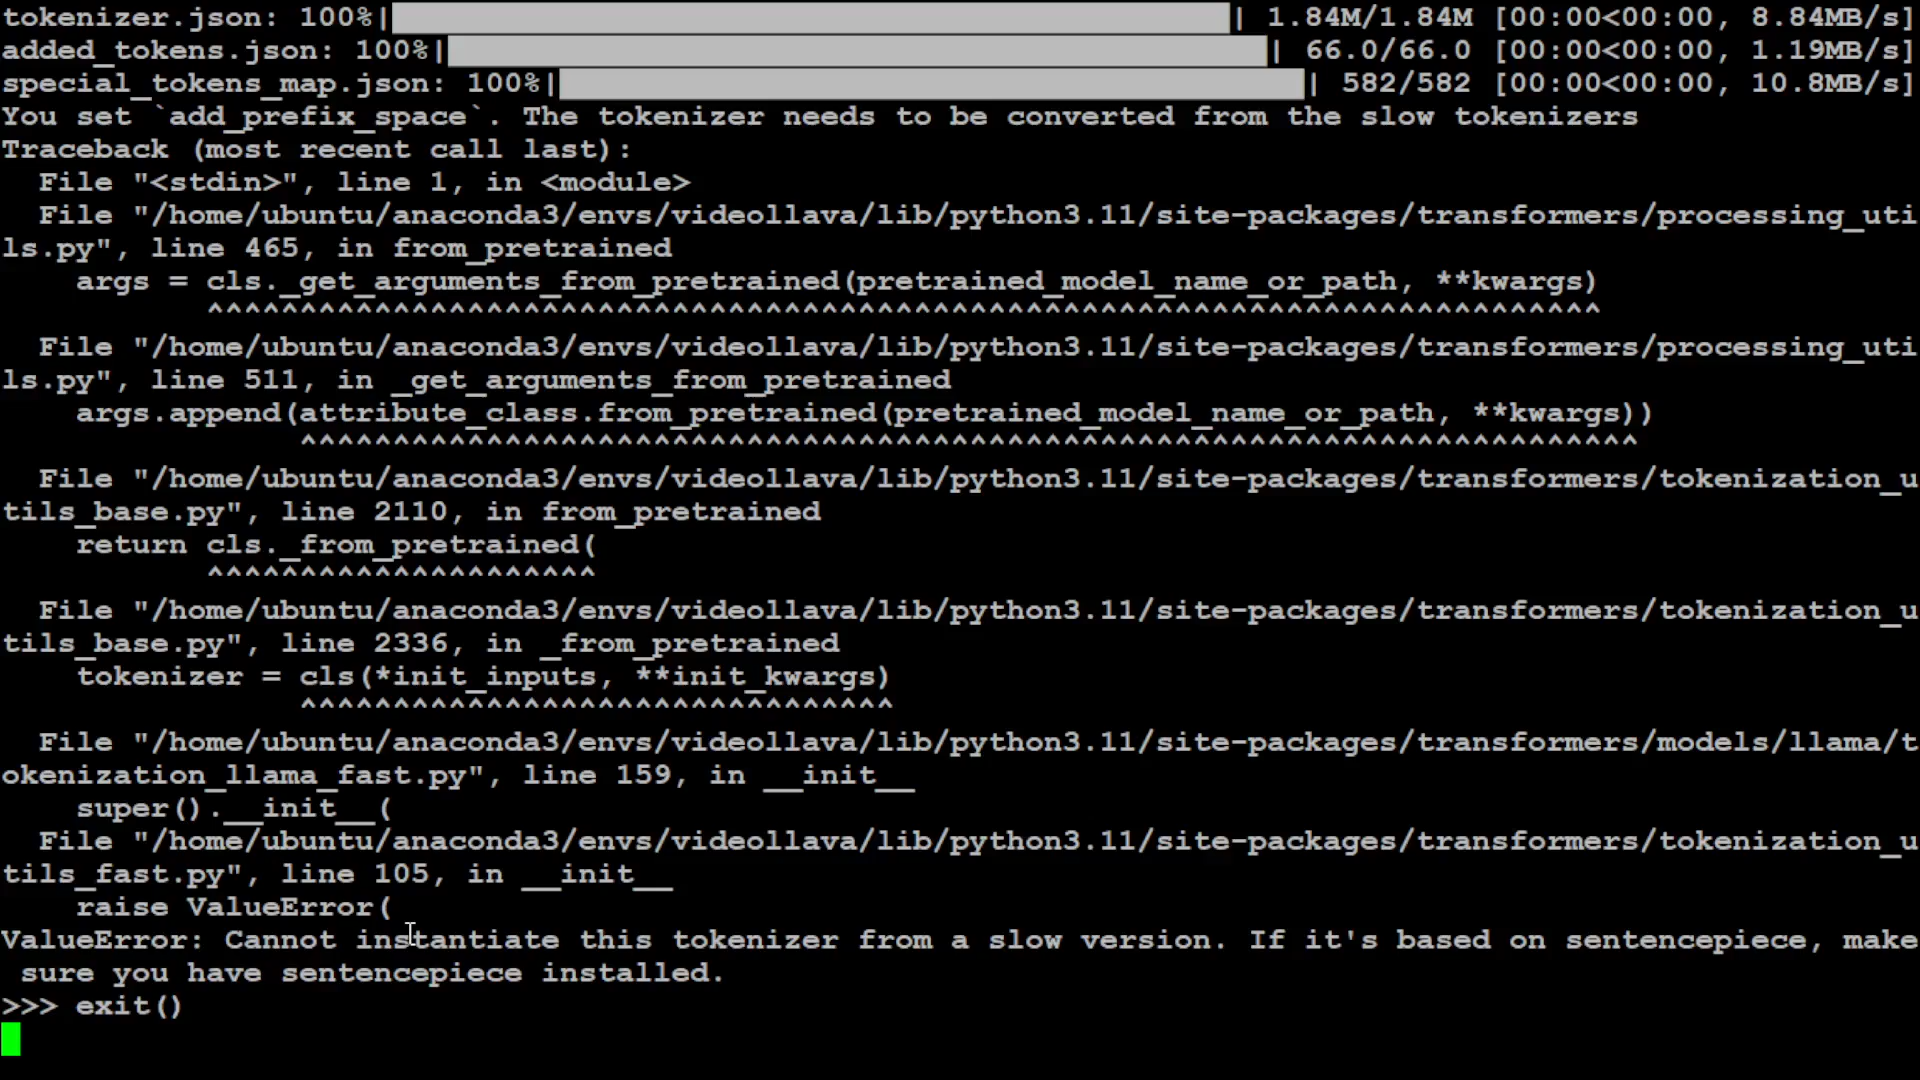 tokenizer.json: 100%| | 1.84M/1.84M [00:00<00:00, 8.84MB/s]
added_tokens.json: 100%| | 66.0/66.0 [00:00<00:00, 1.19MB/s]
special_tokens_map.json: 100%| | 582/582 [00:00<00:00, 10.8MB/s]
You set `add_prefix_space`. The tokenizer needs to be converted from the slow tokenizers
Traceback (most recent call last):
  File "<stdin>", line 1, in <module>
  File "/home/ubuntu/anaconda3/envs/videollava/lib/python3.11/site-packages/transformers/processing_uti
ls.py", line 465, in from_pretrained
    args = cls._get_arguments_from_pretrained(pretrained_model_name_or_path, **kwargs)
           ^^^^^^^^^^^^^^^^^^^^^^^^^^^^^^^^^^^^^^^^^^^^^^^^^^^^^^^^^^^^^^^^^^^^^^^^^^^
  File "/home/ubuntu/anaconda3/envs/videollava/lib/python3.11/site-packages/transformers/processing_uti
ls.py", line 511, in _get_arguments_from_pretrained
    args.append(attribute_class.from_pretrained(pretrained_model_name_or_path, **kwargs))
                ^^^^^^^^^^^^^^^^^^^^^^^^^^^^^^^^^^^^^^^^^^^^^^^^^^^^^^^^^^^^^^^^^^^^^^^^
  File "/home/ubuntu/anaconda3/envs/videollava/lib/python3.11/site-packages/transformers/tokenization_u
tils_base.py", line 2110, in from_pretrained
    return cls._from_pretrained(
           ^^^^^^^^^^^^^^^^^^^^^
  File "/home/ubuntu/anaconda3/envs/videollava/lib/python3.11/site-packages/transformers/tokenization_u
tils_base.py", line 2336, in _from_pretrained
    tokenizer = cls(*init_inputs, **init_kwargs)
                ^^^^^^^^^^^^^^^^^^^^^^^^^^^^^^^^
  File "/home/ubuntu/anaconda3/envs/videollava/lib/python3.11/site-packages/transformers/models/llama/t
okenization_llama_fast.py", line 159, in __init__
    super().__init__(
  File "/home/ubuntu/anaconda3/envs/videollava/lib/python3.11/site-packages/transformers/tokenization_u
tils_fast.py", line 105, in __init__
    raise ValueError(
ValueError: Cannot instantiate this tokenizer from a slow version. If it's based on sentencepiece, make
 sure you have sentencepiece installed.
>>> exit()